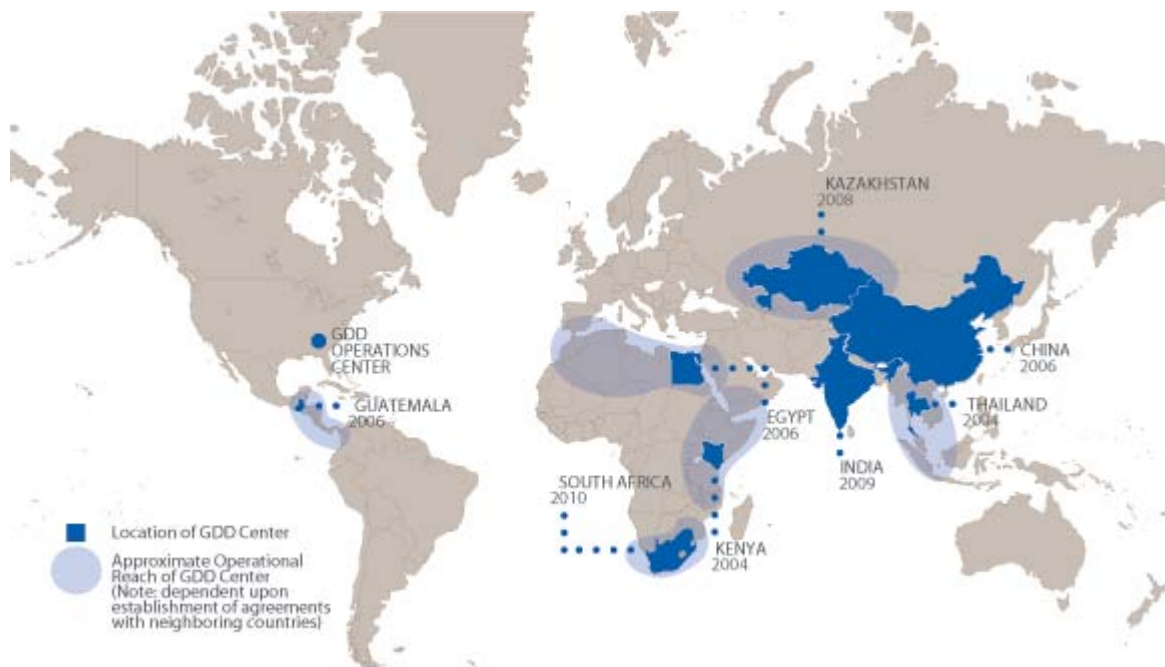 KAZAKHSTAN
2008
GDD
OPERATIONS
CENTER
CHINA
2006
GUATEMALA
2006
THAILAND
2004
EGYPT
2006
INDIA
2009
SOUTH AFRICA
2010
KENYA
2004
Location of GDD Center
Approximate Operational
Reach of GDD Center
(Note: dependent upon
establishment of agreements
with neighboring countries)